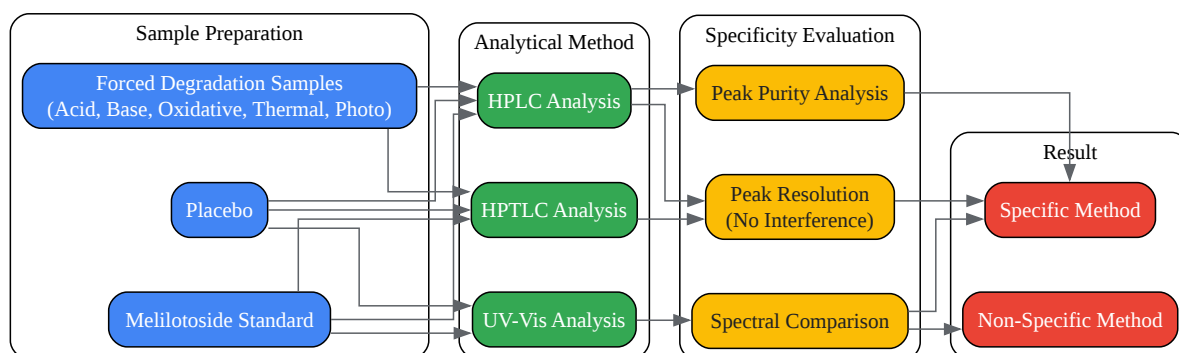 Sample Preparation
Forced Degradation Samples
(Acid, Base, Oxidative, Thermal, Photo)
Placebo
Melilotoside Standard
Analytical Method
HPLC Analysis
HPTLC Analysis
UV-Vis Analysis
Specificity Evaluation
Peak Purity Analysis
Peak Resolution
(No Interference)
Spectral Comparison
Result
Specific Method
Non-Specific Method